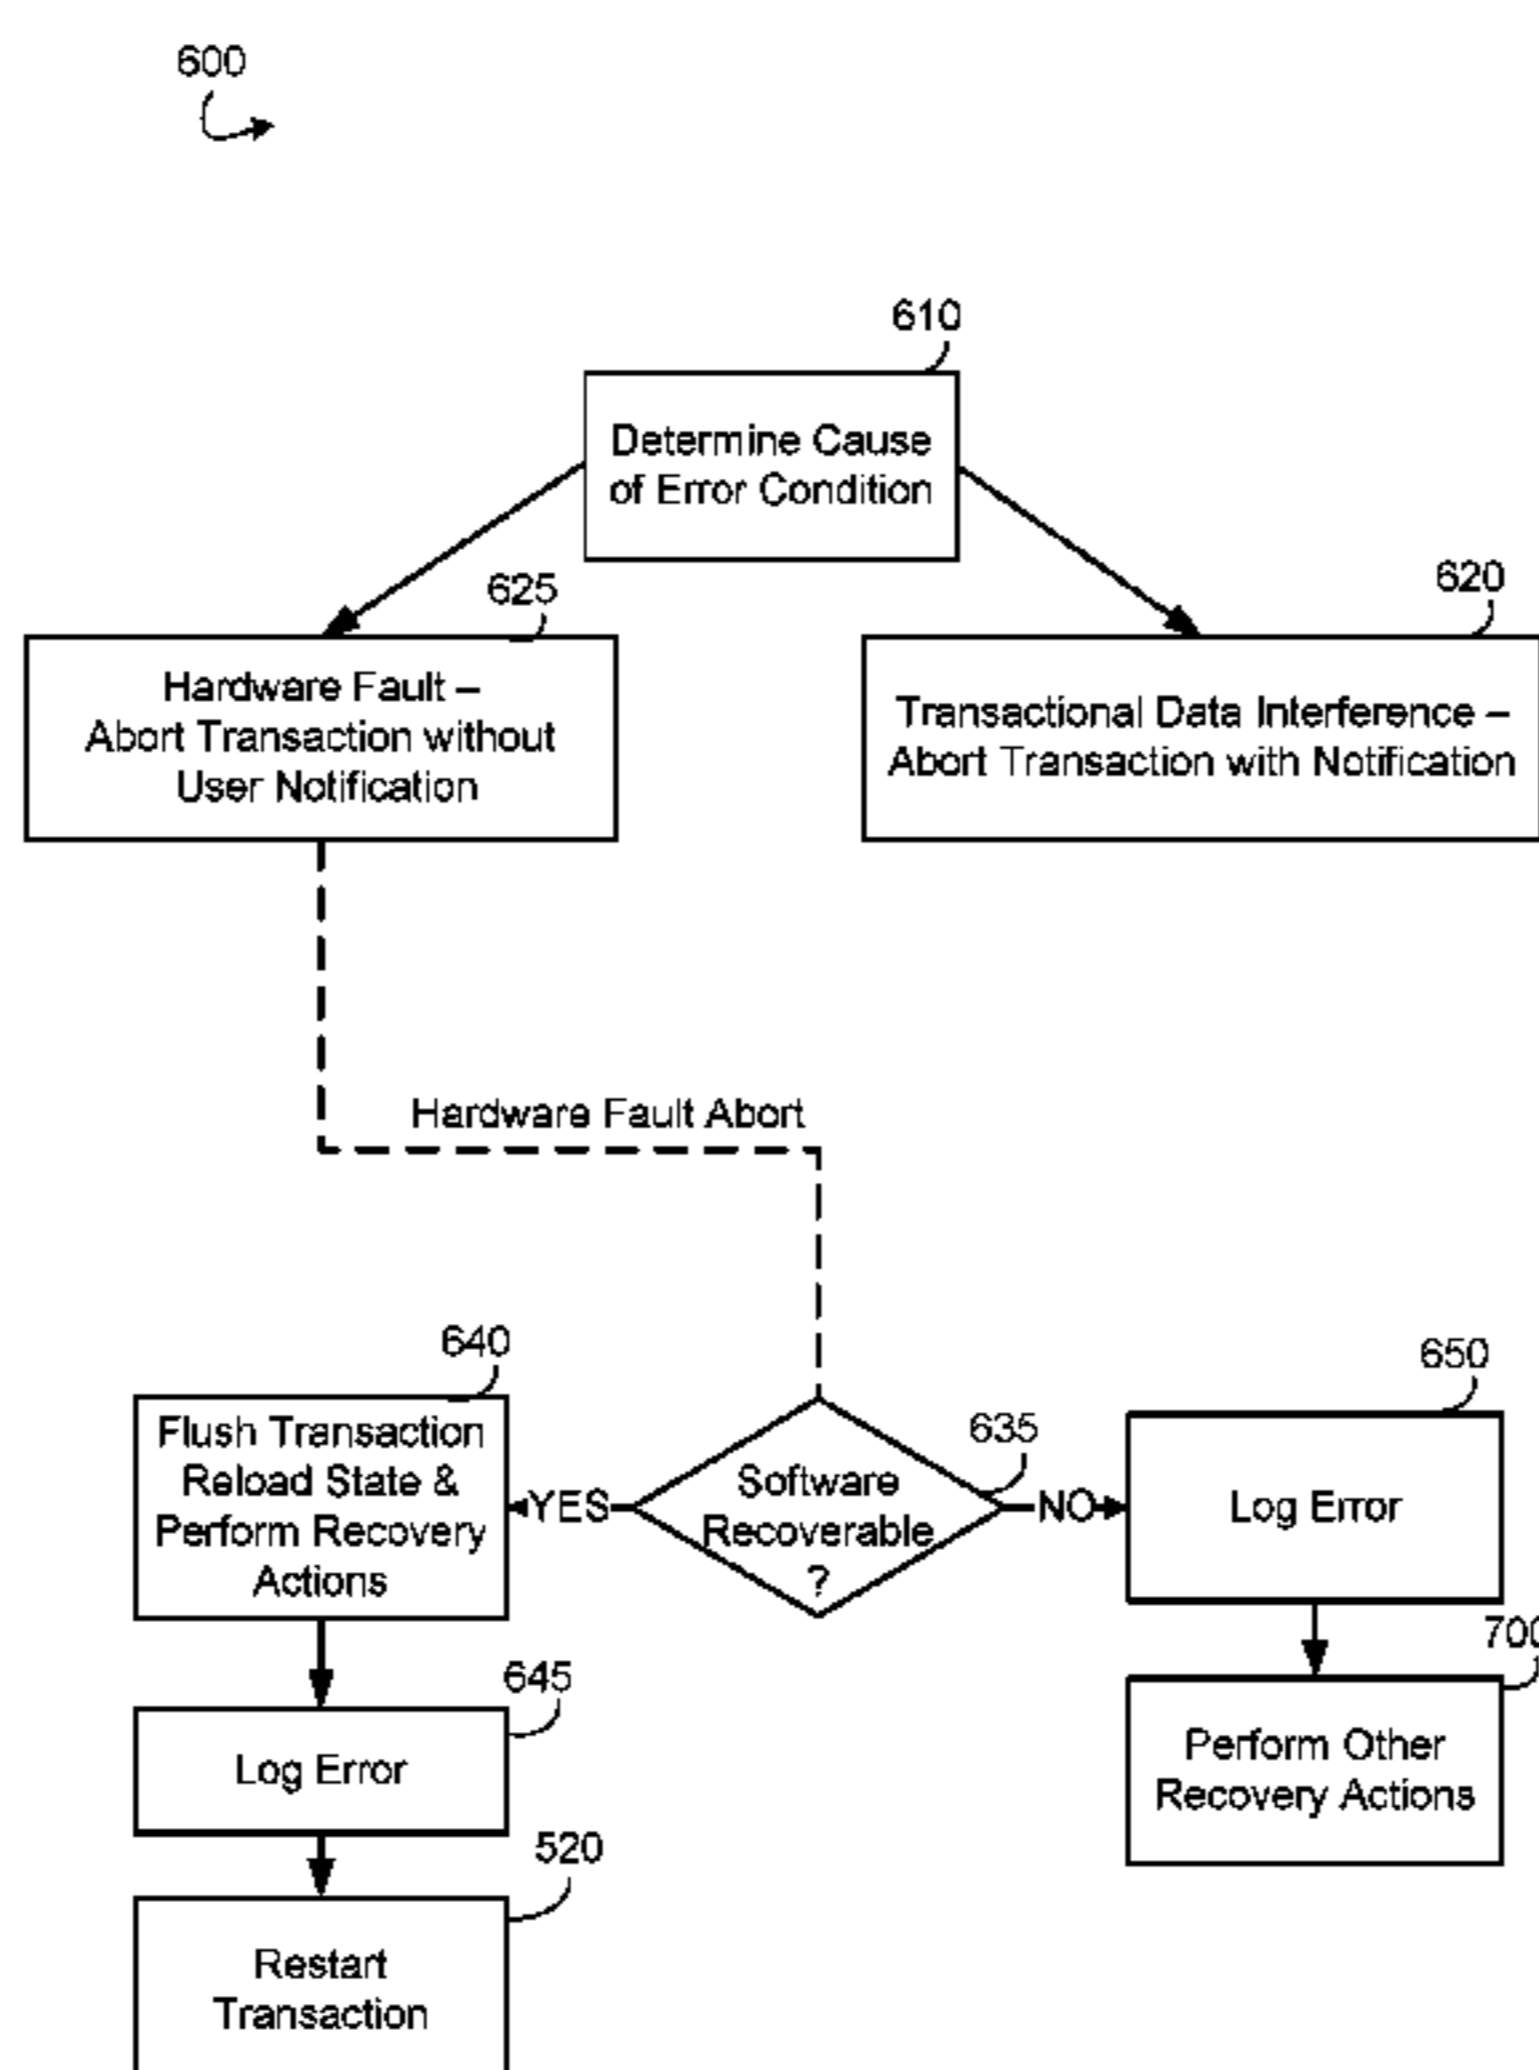 600
610
Determine Cause
of Error Condition
625
620
Hardware Fault –
Abort Transaction without
User Notification
Transactional Data Interference –
Abort Transaction with Notification
Hardware Fault Abort
640
Flush Transaction
Reload State &
Perform Recovery
Actions
YES
635
Software
Recoverable
?
NO
650
Log Error
645
Log Error
700
Perform Other
Recovery Actions
520
Restart
Transaction